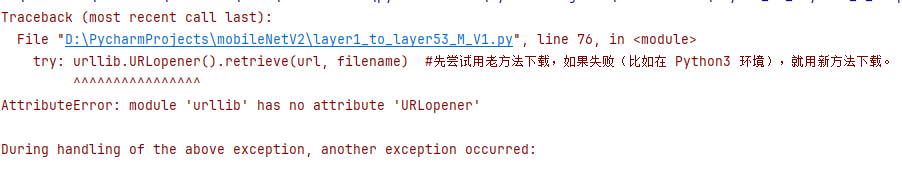 Traceback (most recent call last):
File "D:\PycharmProjects\mobileNetV2\layer1_to_layer53_M_V1.py", line 76, in <module>
try: urllib.URLopener().retrieve(url, filename)  #先尝试用老方法下载，如果失败（比如在 Python3 环境），就用新方法下载。
^^^^^^^^^^^^^^^^
AttributeError: module 'urllib' has no attribute 'URLopener'
During handling of the above exception, another exception occurred: